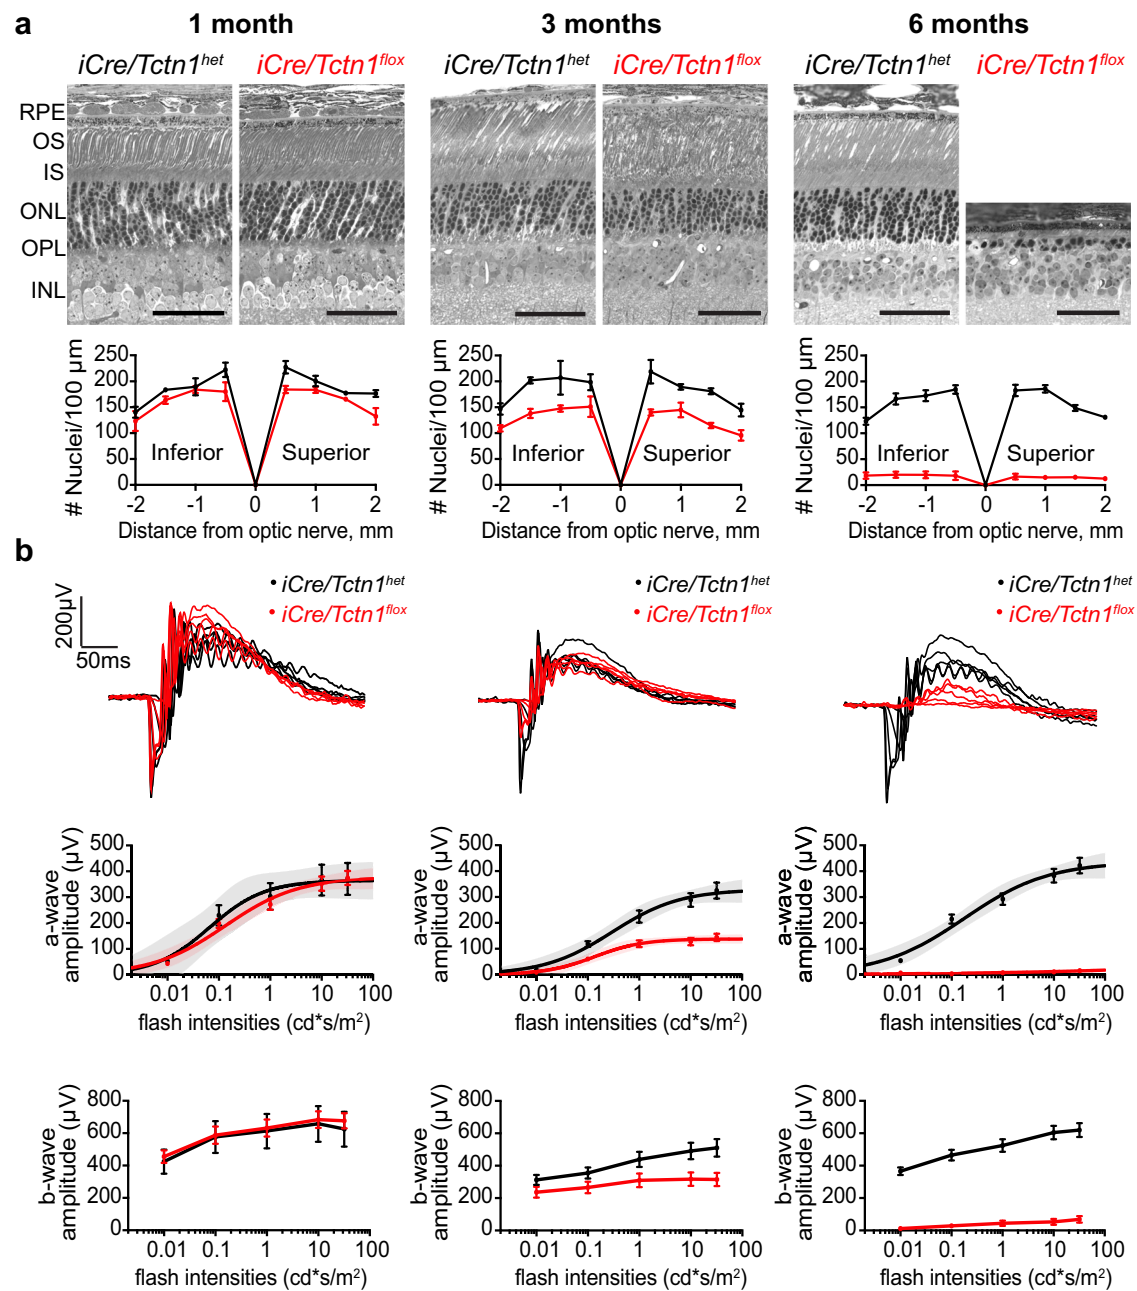 a
1 month
3 months
6 months
iCre/Tctn1het
iCre/Tctn1flox
iCre/Tctn1het
iCre/Tctn1flox
iCre/Tctn1het
iCre/Tctn1flox
RPE
OS
IS
ONL
OPL
INL
# Nuclei/100 µm
250
200
150
100
50
0
Inferior
Superior
-2
-1
0
1
2
Distance from optic nerve, mm
# Nuclei/100 µm
250
200
150
100
50
0
Inferior
Superior
-2
-1
0
1
2
Distance from optic nerve, mm
# Nuclei/100 µm
250
200
150
100
50
0
Inferior
Superior
-2
-1
0
1
2
Distance from optic nerve, mm
b
200µV
50ms
iCre/Tctn1het
iCre/Tctn1flox
iCre/Tctn1het
iCre/Tctn1flox
iCre/Tctn1het
iCre/Tctn1flox
a-wave
amplitude (µV)
500
400
300
200
100
0
0.01 0.1 1 10 100
flash intensities (cd*s/m²)
a-wave
amplitude (µV)
500
400
300
200
100
0
0.01 0.1 1 10 100
flash intensities (cd*s/m²)
a-wave
amplitude (µV)
500
400
300
200
100
0
0.01 0.1 1 10 100
flash intensities (cd*s/m²)
b-wave
amplitude (µV)
800
600
400
200
0
0.01 0.1 1 10 100
flash intensities (cd*s/m²)
b-wave
amplitude (µV)
800
600
400
200
0
0.01 0.1 1 10 100
flash intensities (cd*s/m²)
b-wave
amplitude (µV)
800
600
400
200
0
0.01 0.1 1 10 100
flash intensities (cd*s/m²)